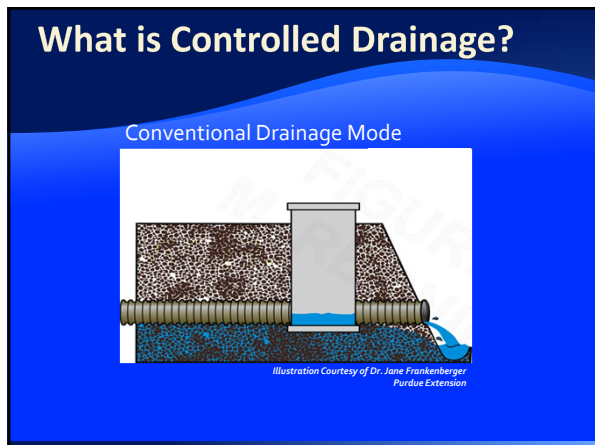 What is Controlled Drainage?
Conventional Drainage Mode
Illustration Courtesy of Dr. Jane Frankenberger
Purdue Extension